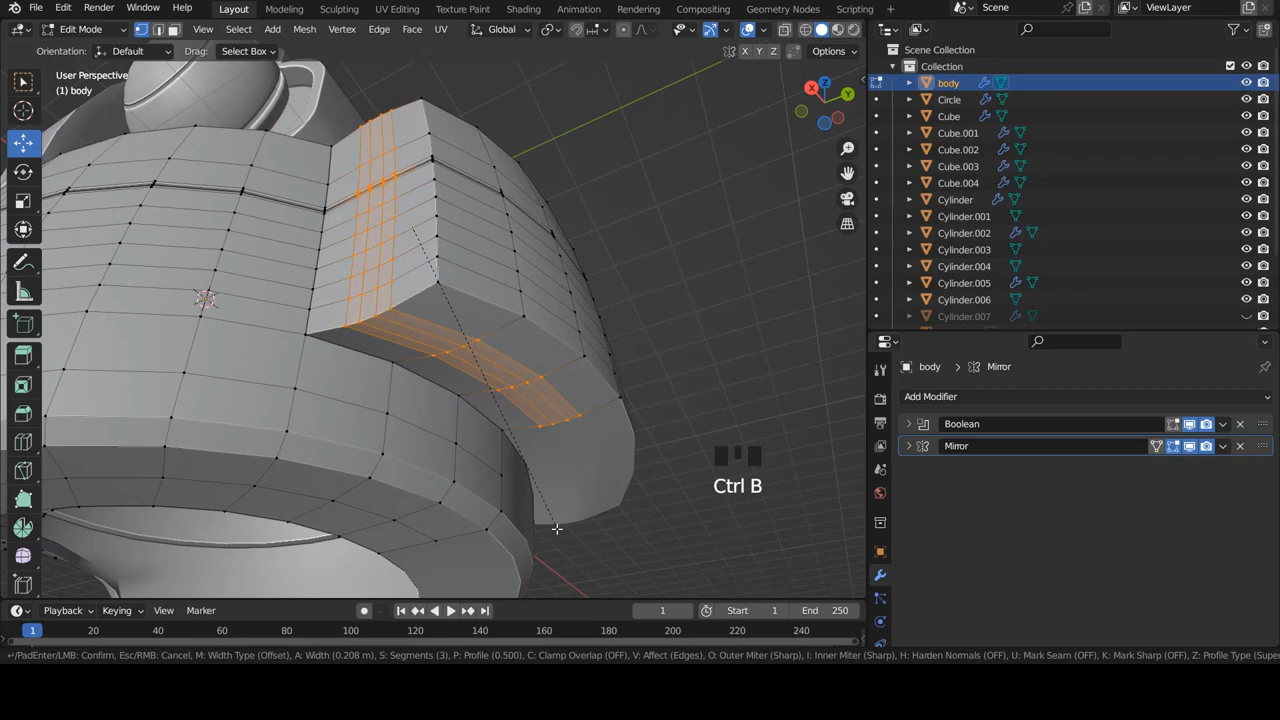 File Edit Render Window Help Layout Modeling Sculpting UV Editing Texture Paint Shading Animation Rendering Compositing Geometry Nodes Scripting Scene ViewLayer
Edit Mode View Select Add Mesh Vertex Edge Face UV Global
Orientation: Default Drag: Select Box X Y Z Options
User Perspective
(1) body
X Y Z
Ctrl B
Scene Collection
Collection
body
Circle
Cube
Cube.001
Cube.002
Cube.003
Cube.004
Cylinder
Cylinder.001
Cylinder.002
Cylinder.003
Cylinder.004
Cylinder.005
Cylinder.006
Cylinder.007
body > Mirror
Add Modifier
Boolean
Mirror
Playback Keying View Marker 1 Start 1 End 250
1 20 40 60 80 100 120 140 160 180 200 220 240
/PadEnter/LMB: Confirm, Esc/RMB: Cancel, M: Width Type (Offset), A: Width (0.208 m), S: Segments (3), P: Profile (0.500), C: Clamp Overlap (OFF), V: Affect (Edges), O: Outer Miter (Sharp), I: Inner Miter (Sharp), H: Harden Normals (OFF), U: Mark Seam (OFF), K: Mark Sharp (OFF), Z: Profile Type (Super